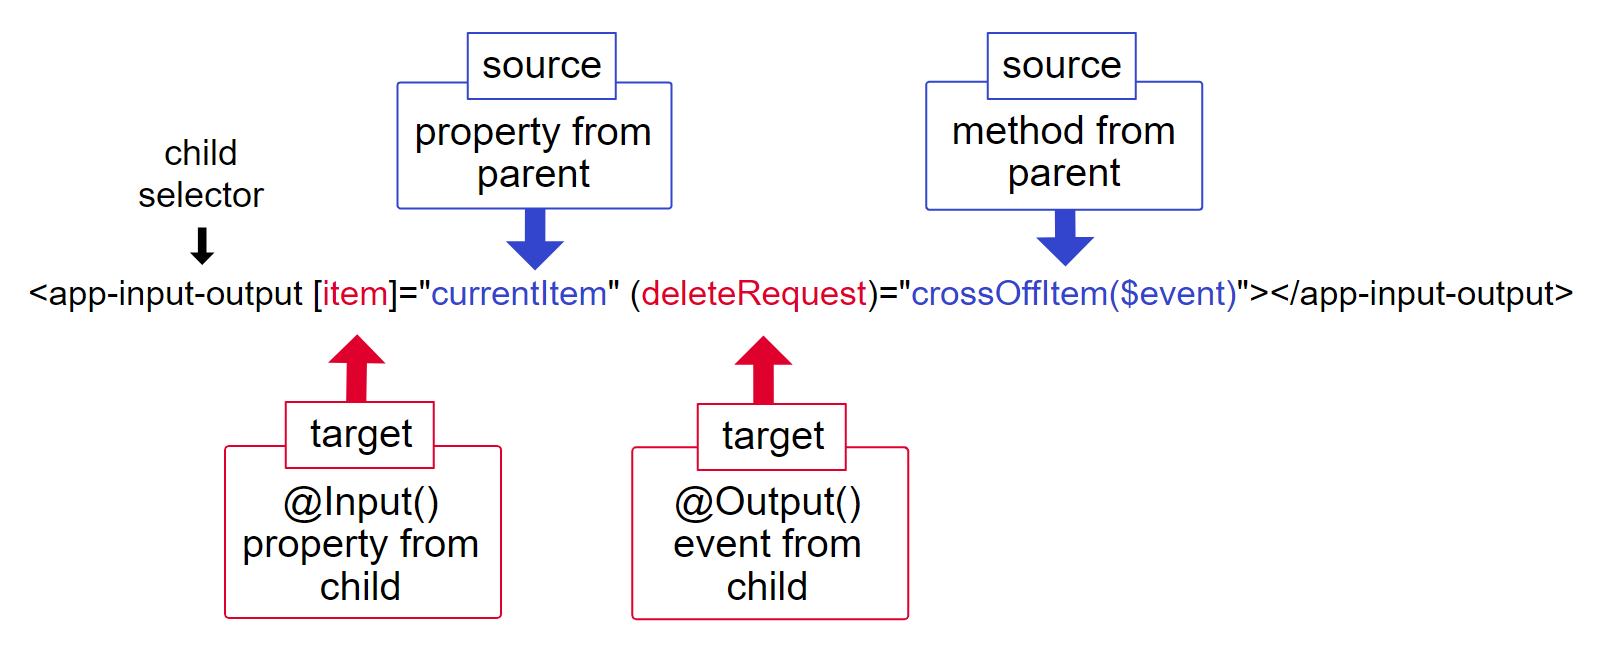 source
property from
parent
source
method from
parent
child
selector
<app-input-output [item]="currentItem" (deleteRequest)="crossOffItem($event)"></app-input-output>
target
@Input()
property from
child
target
@Output()
event from
child